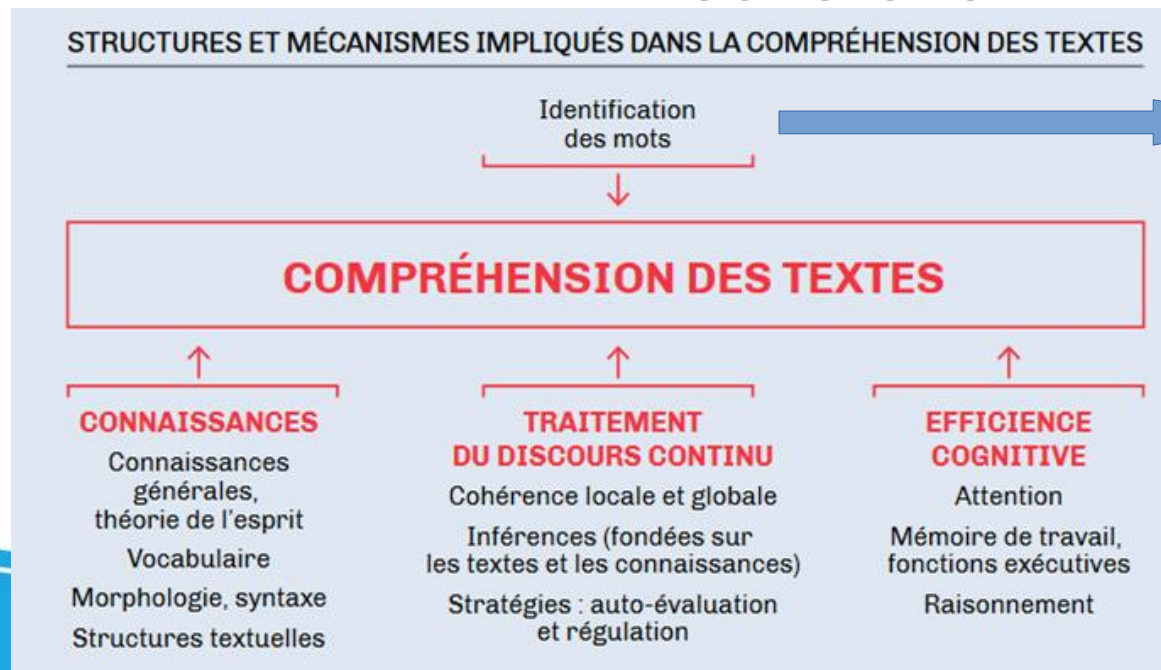 STRUCTURES ET MÉCANISMES IMPLIQUÉS DANS LA COMPRÉHENSION DES TEXTES
Identification
des mots
COMPRÉHENSION DES TEXTES
CONNAISSANCES
Connaissances
générales,
théorie de l'esprit
Vocabulaire
Morphologie, syntaxe
Structures textuelles
TRAITEMENT
DU DISCOURS CONTINU
Cohérence locale et globale
Inférences (fondées sur
les textes et les connaissances)
Stratégies : auto-évaluation
et régulation
EFFICIENCE
COGNITIVE
Attention
Mémoire de travail,
fonctions exécutives
Raisonnement